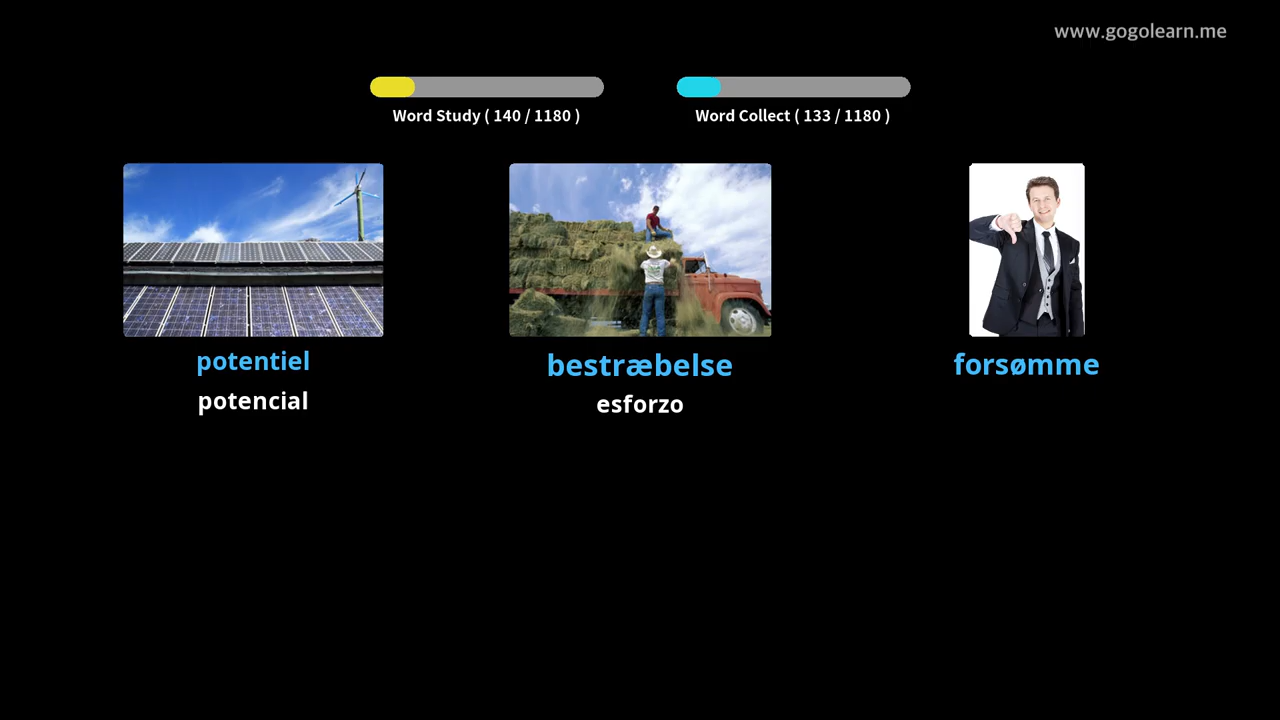 www.gogolearn.me
Word Study ( 140 / 1180 )
Word Collect ( 133 / 1180 )
potentiel
potencial
bestræbelse
esforzo
forsømme